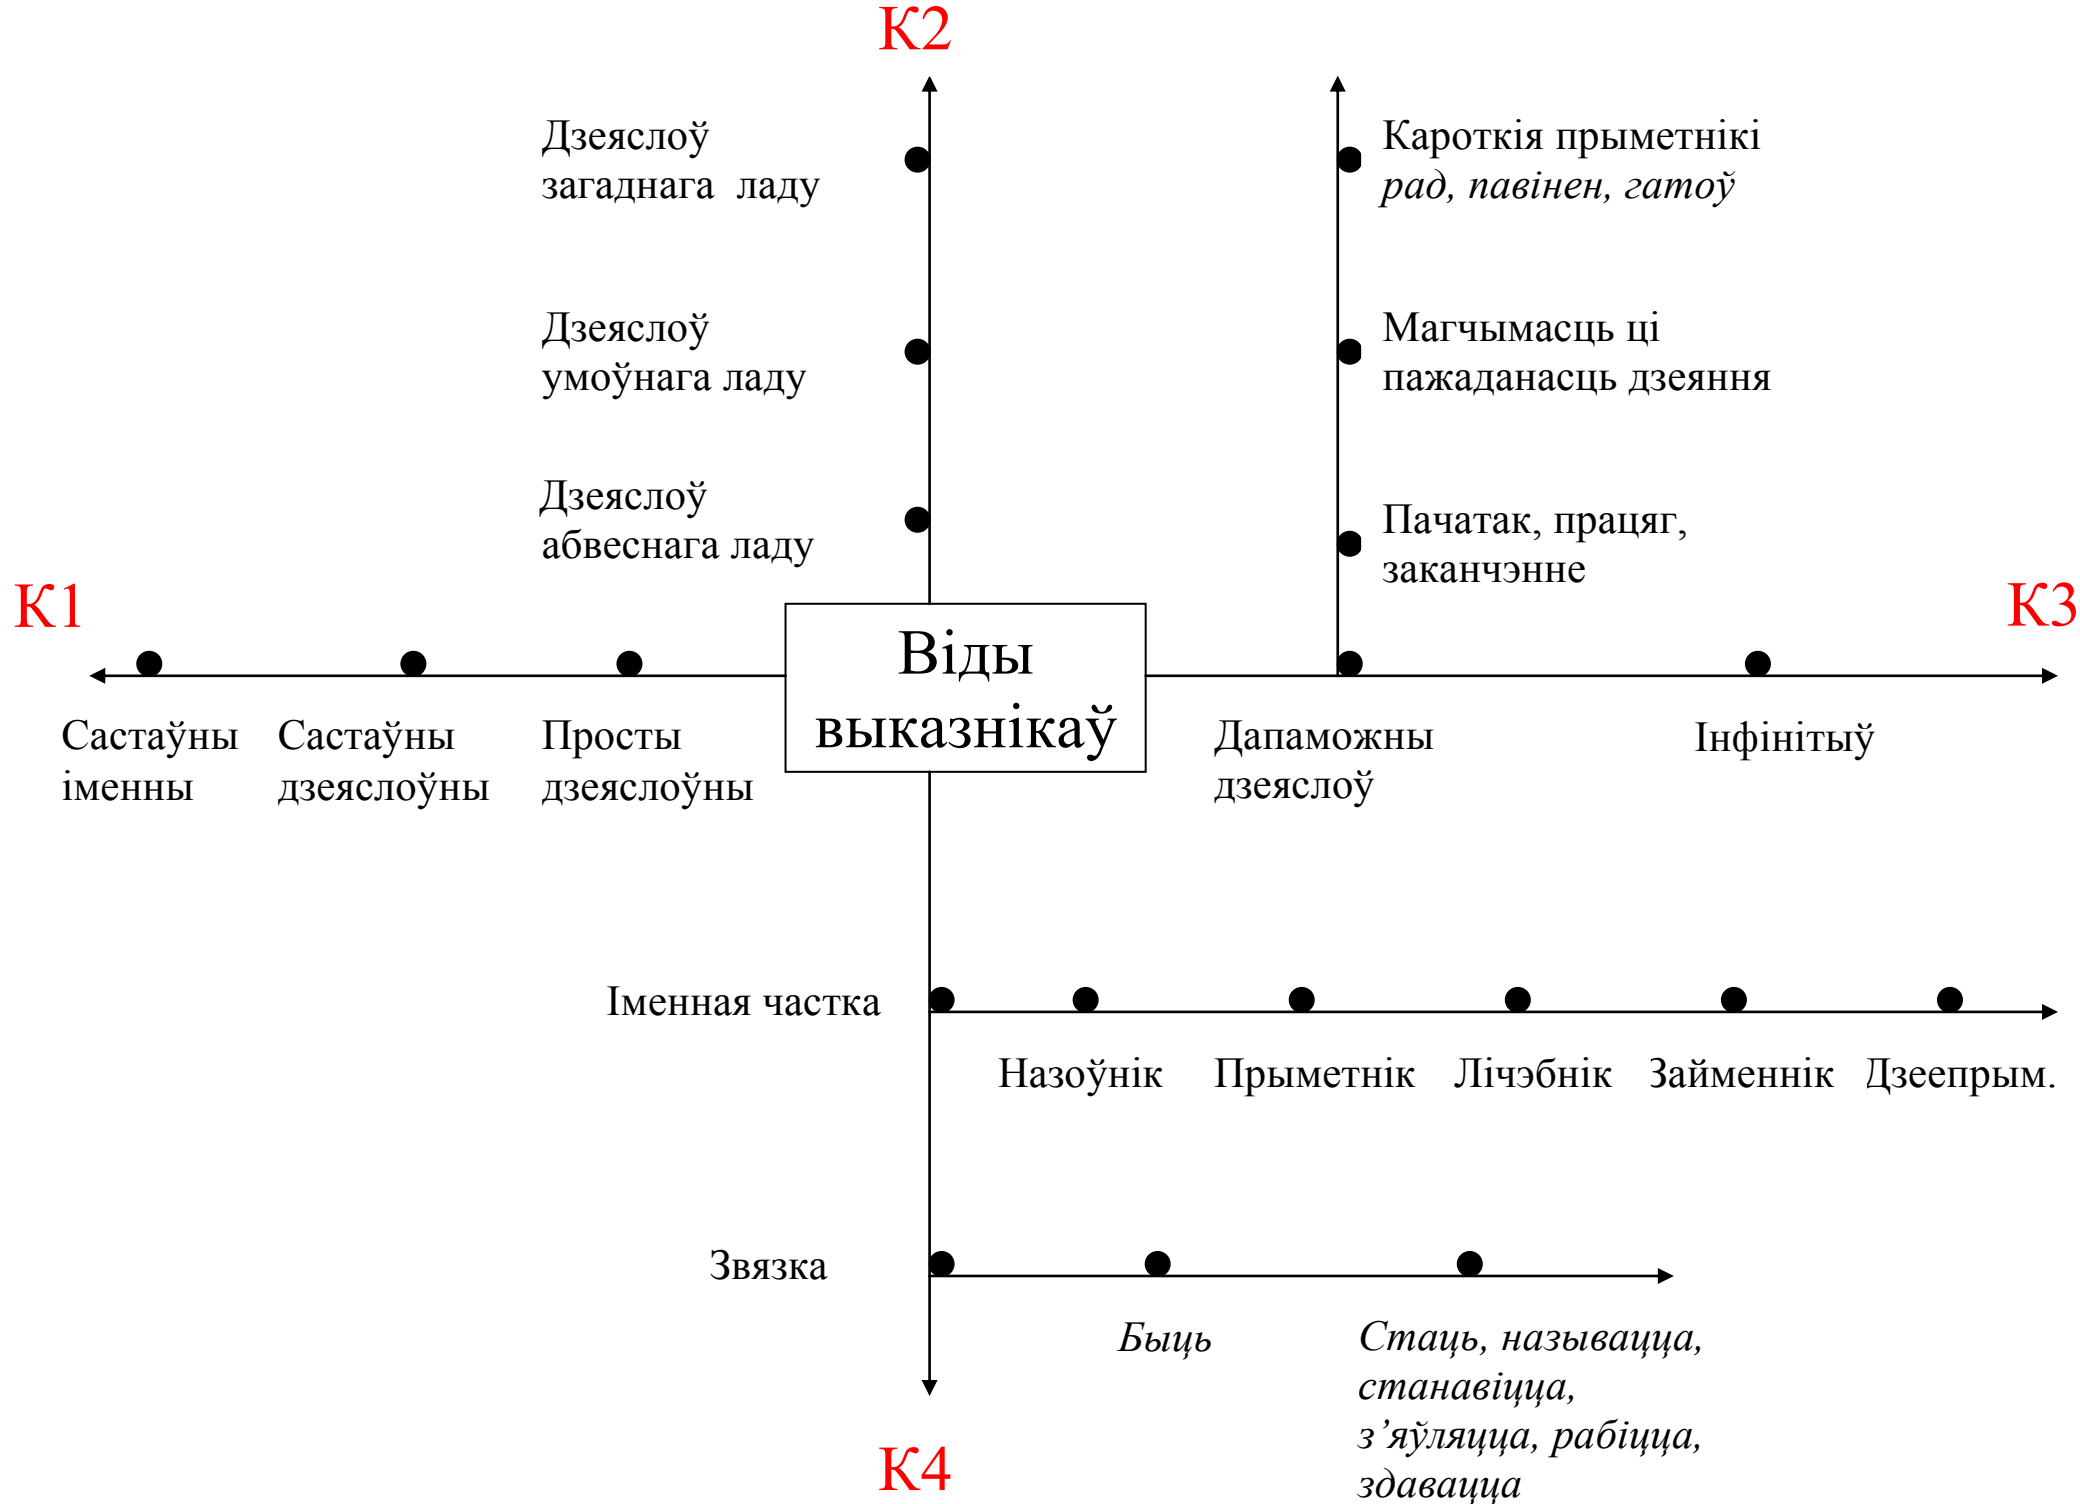 К2
Дзеяслоў
загаднага ладу
Кароткія прыметнікі
рад, павінен, гатоў
Дзеяслоў
умоўнага ладу
Магчымасць ці
пажаданасць дзеяння
Дзеяслоў
абвеснага ладу
Пачатак, працяг,
заканчэнне
К1
К3
Віды
выказнікаў
Састаўны
іменны
Састаўны
дзеяслоўны
Просты
дзеяслоўны
Дапаможны
дзеяслоў
Інфінітыў
Іменная частка
Назоўнік
Прыметнік
Лічэбнік
Займеннік
Дзеепрым.
Звязка
Быць
Стаць, называцца,
станавіцца,
з’яўляцца, рабіцца,
здавацца
К4